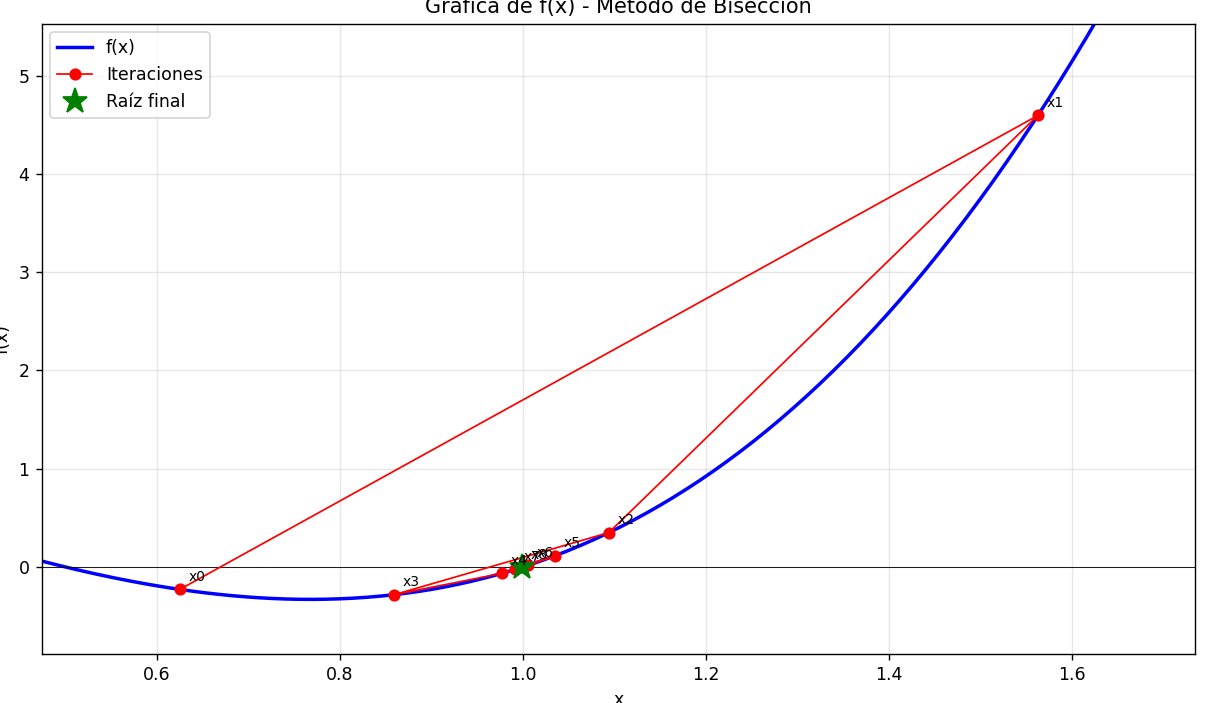 Gráfica de f(x) - Método de Bisección
f(x)
Iteraciones
Raíz final
x1
x2
x5
x3
x0
f(x)
5
4
3
2
1
0
0.6
0.8
1.0
1.2
1.4
1.6
x